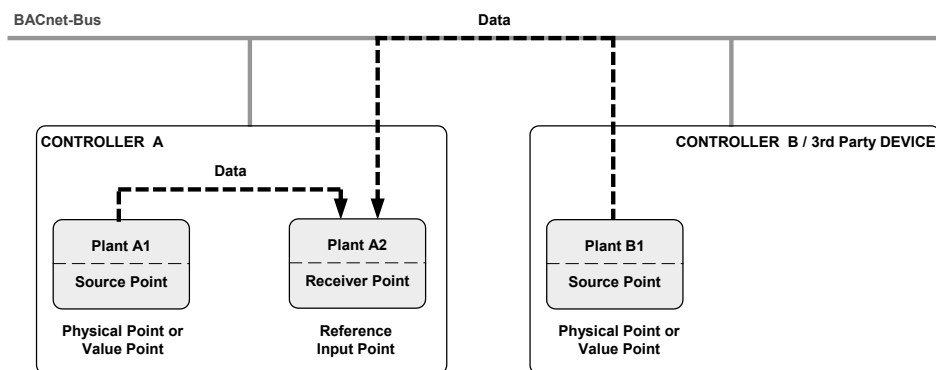 BACnet-Bus
Data
CONTROLLER A
CONTROLLER B / 3rd Party DEVICE
Data
Plant A1
Source Point
Plant A2
Receiver Point
Plant B1
Source Point
Physical Point or
Value Point
Reference
Input Point
Physical Point or
Value Point